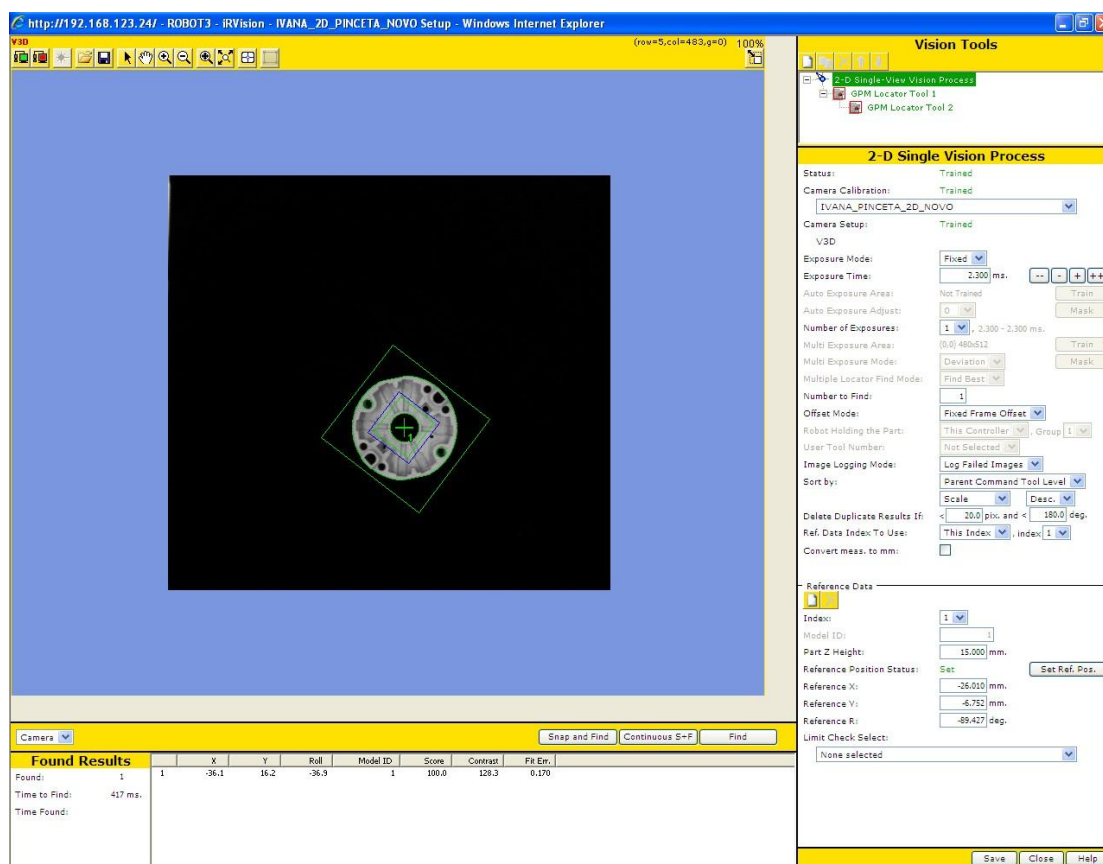 http://192.168.123.24/ - ROBOT3 - iRVision - IVANA_2D_PINCETA_NOVO Setup - Windows Internet Explorer
V3D
(row=5,col=483,g=0) 100%
1
Camera
Snap and Find Continuous S+F Find
Found Results
Found: 1
Time to Find: 417 ms.
Time Found:
X Y Roll Model ID Score Contrast Fit Err.
1 -36.1 16.2 -36.9 1 100.0 128.3 0.170
Vision Tools
2-D Single-View Vision Process
GPM Locator Tool 1
GPM Locator Tool 2
2-D Single Vision Process
Status: Trained
Camera Calibration: Trained
IVANA_PINCETA_2D_NOVO
Camera Setup: Trained
V3D
Exposure Mode: Fixed
Exposure Time: 2.300 ms. -- - + ++
Auto Exposure Area: Not Trained Train
Auto Exposure Adjust: 0 Mask
Number of Exposures: 1 , 2.300 - 2.300 ms.
Multi Exposure Area: (0,0) 480x512 Train
Multi Exposure Mode: Deviation Mask
Multiple Locator Find Mode: Find Best
Number to Find: 1
Offset Mode: Fixed Frame Offset
Robot Holding the Part: This Controller , Group 1
User Tool Number: Not Selected
Image Logging Mode: Log Failed Images
Sort by: Parent Command Tool Level
Scale Desc.
Delete Duplicate Results If: < 20.0 pix. and < 180.0 deg.
Ref. Data Index To Use: This Index , index 1
Convert meas. to mm:
Reference Data
Index: 1
Model ID: 1
Part Z Height: 15.000 mm.
Reference Position Status: Set Set Ref. Pos.
Reference X: -26.010 mm.
Reference Y: -6.752 mm.
Reference R: -89.427 deg.
Limit Check Select:
None selected
Save Close Help